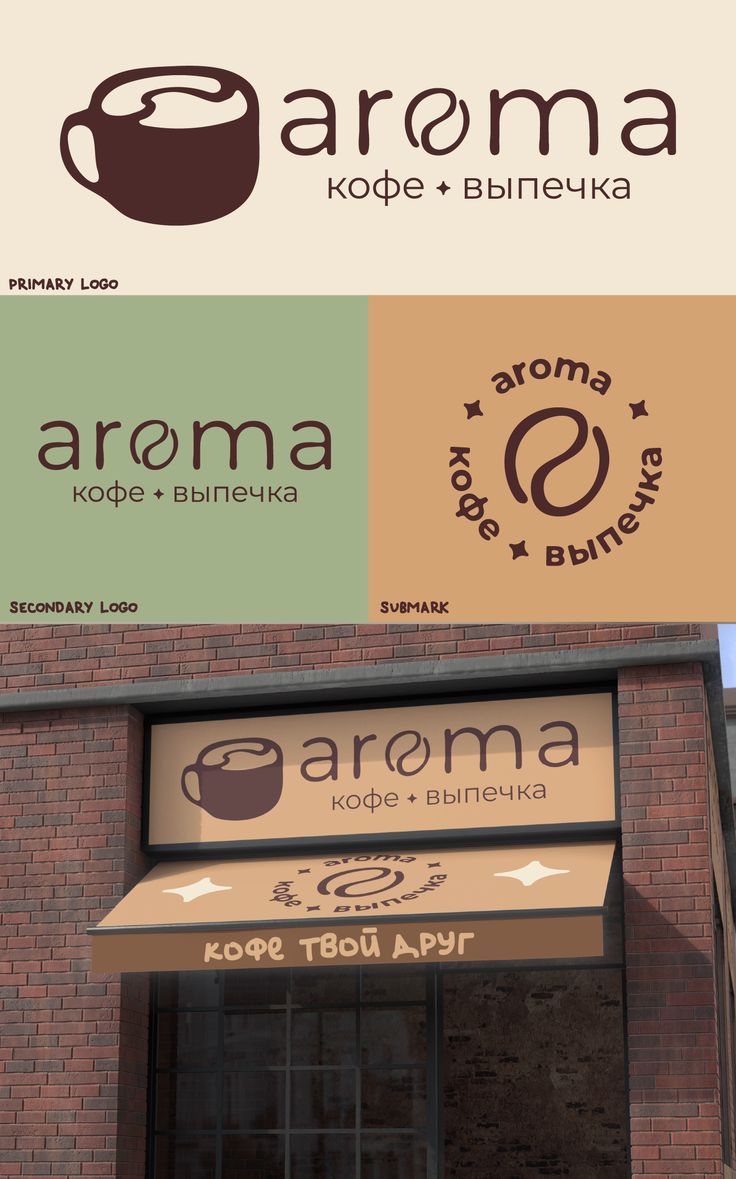 aroma
кофе ✦ выпечка
PRIMARY LOGO
aroma
кофе ✦ выпечка
SECONDARY LOGO
aroma
кофе ✦ выпечка
SUBMARK
aroma
кофе ✦ выпечка
aroma
кофе ✦ выпечка
кофе твой друг